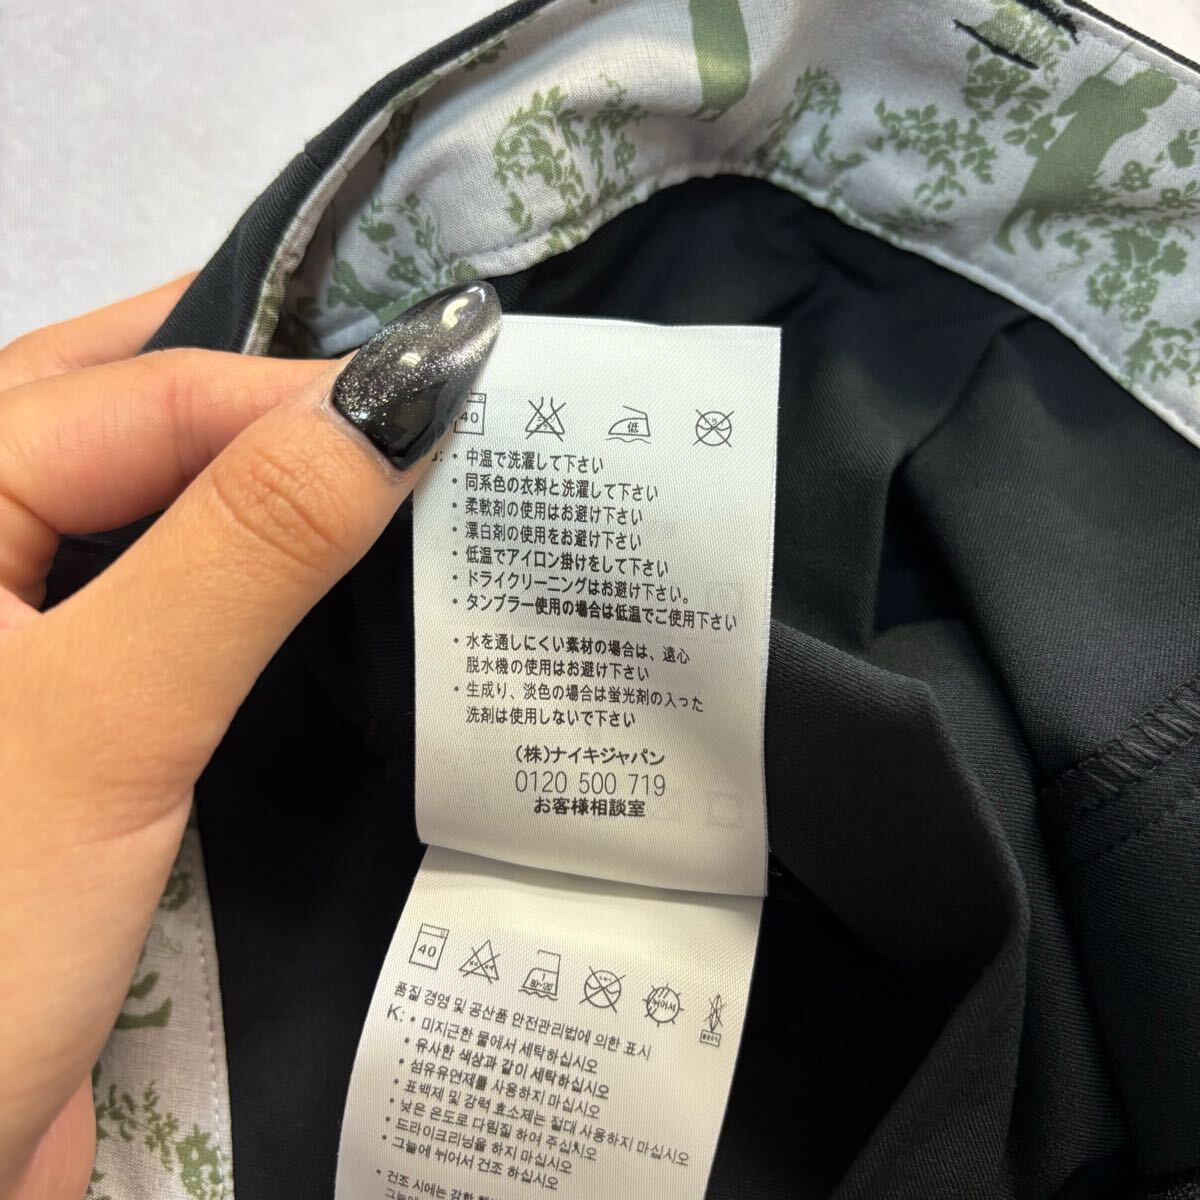 40
低
・中温で洗濯して下さい
・同系色の衣料と洗濯して下さい
・柔軟剤の使用はお避け下さい
・漂白剤の使用をお避け下さい
・低温でアイロン掛けをして下さい
・ドライクリーニングはお避け下さい。
・タンブラー使用の場合は低温でご使用下さい
・水を通しにくい素材の場合は、遠心
脱水機の使用はお避け下さい
・生成り、淡色の場合は蛍光剤の入った
洗剤は使用しないで下さい
(株)ナイキジャパン
0120 500 719
お客様相談室
40
품질 경영 및 공산품 안전관리법에 의한 표시
K: • 미지근한 물에서 세탁하십시오
• 유사한 색상과 같이 세탁하십시오
• 섬유유연제를 사용하지 마십시오
• 표백제 및 강력 효소제는 절대 사용하지 마십시오
• 낮은 온도로 다림질 하여 주십시오
• 드라이크리닝을 하지 마십시오
• 그늘에 뉘어서 건조 하십시오
• 건조 시에는 강한
그늘에